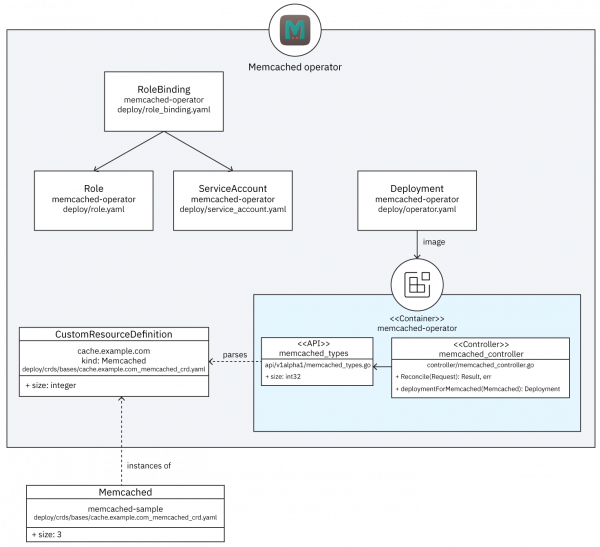 M
Memcached operator
RoleBinding
memcached-operator
deploy/role_binding.yaml
Role
memcached-operator
deploy/role.yaml
ServiceAccount
memcached-operator
deploy/service_account.yaml
Deployment
memcached-operator
deploy/operator.yaml
image
<<Container>>
memcached-operator
CustomResourceDefinition
cache.example.com
kind: Memcached
deploy/crds/bases/cache.example.com_memcached_crd.yaml
+ size: integer
parses
<<API>>
memcached_types
api/v1alpha1/memcached_types.go
+ size: int32
<<Controller>>
memcached_controller
controller/memcached_controller.go
+ Reconcile(Request): Result, err
+ deploymentForMemcached(Memcached): Deployment
instances of
Memcached
memcached-sample
deploy/crds/bases/cache.example.com_memcached_crd.yaml
+ size: 3